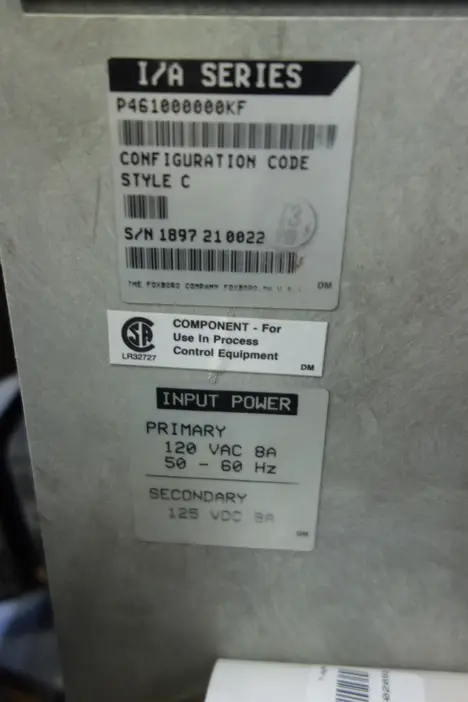 I/A SERIES
P461000000KF
CONFIGURATION CODE
STYLE C
S/N 1897 210022
THE FOXBORO COMPANY FOXBORO, MA U.S.A.
DM
COMPONENT - For
Use In Process
Control Equipment
LR32727
DM
INPUT POWER
PRIMARY
120 VAC 8A
50 - 60 Hz
SECONDARY
125 VDC 8A
DM